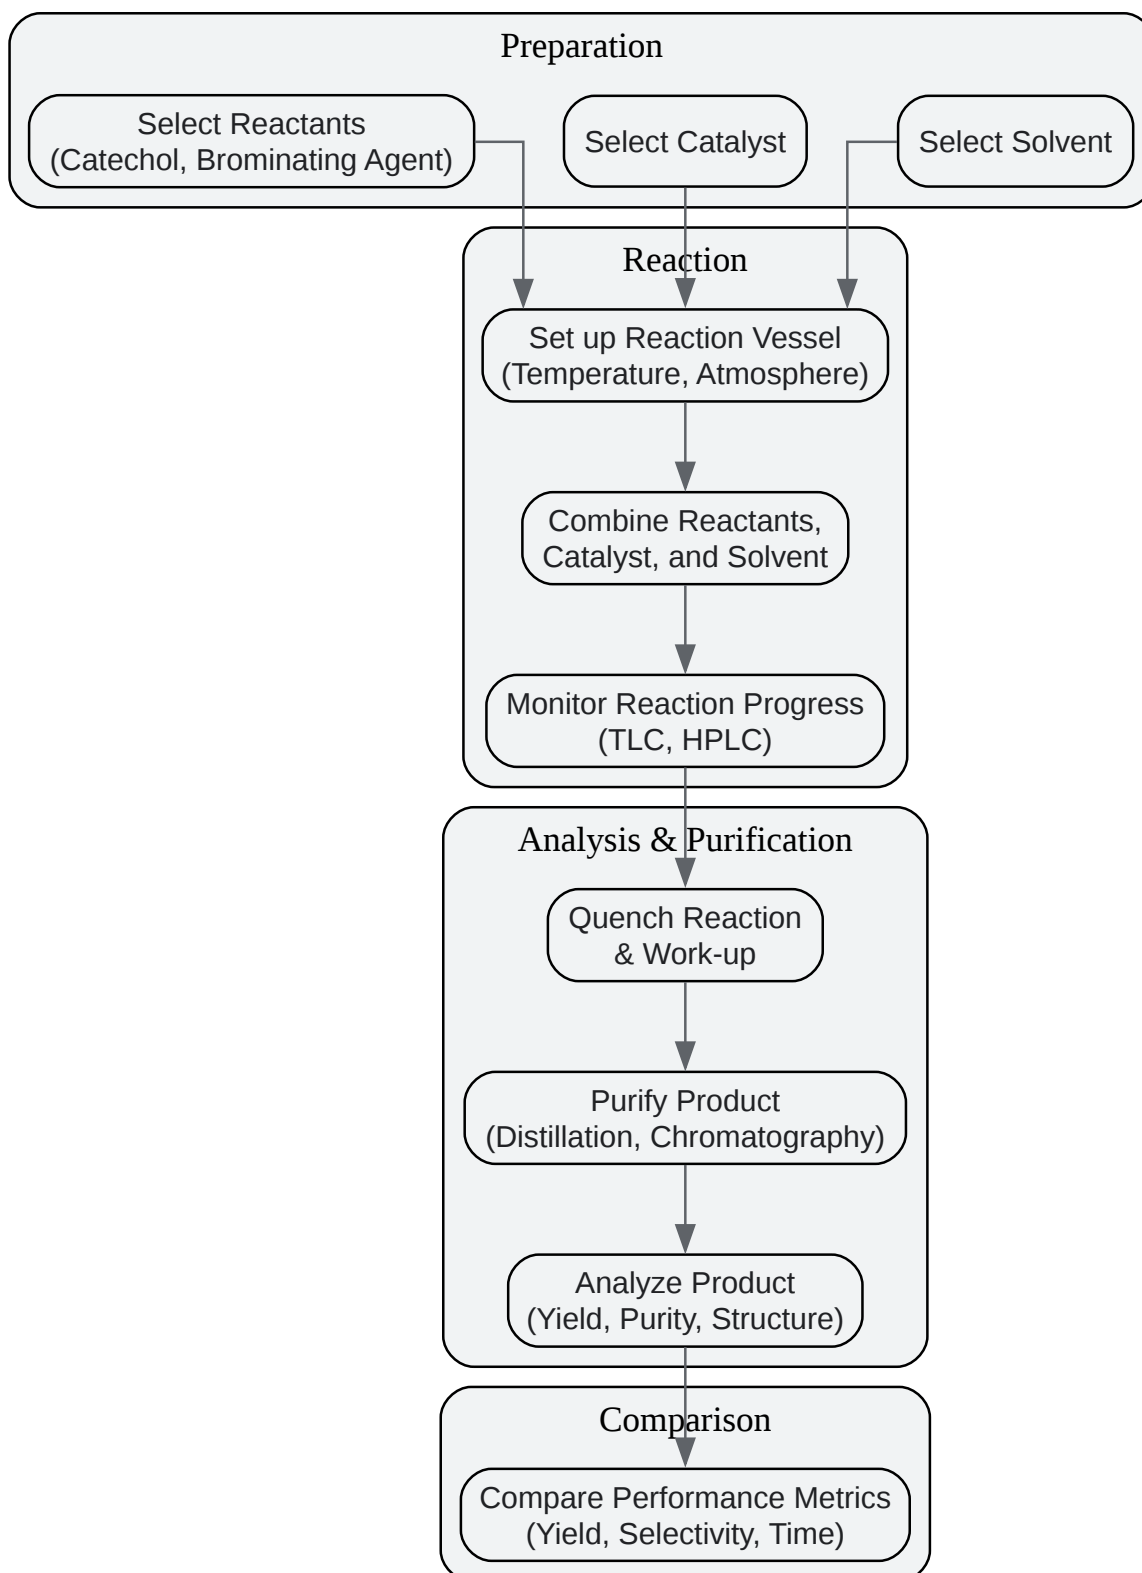 Preparation
Select Reactants
(Catechol, Brominating Agent)
Select Catalyst
Select Solvent
Reaction
Set up Reaction Vessel
(Temperature, Atmosphere)
Combine Reactants,
Catalyst, and Solvent
Monitor Reaction Progress
(TLC, HPLC)
Analysis & Purification
Quench Reaction
& Work-up
Purify Product
(Distillation, Chromatography)
Analyze Product
(Yield, Purity, Structure)
Comparison
Compare Performance Metrics
(Yield, Selectivity, Time)